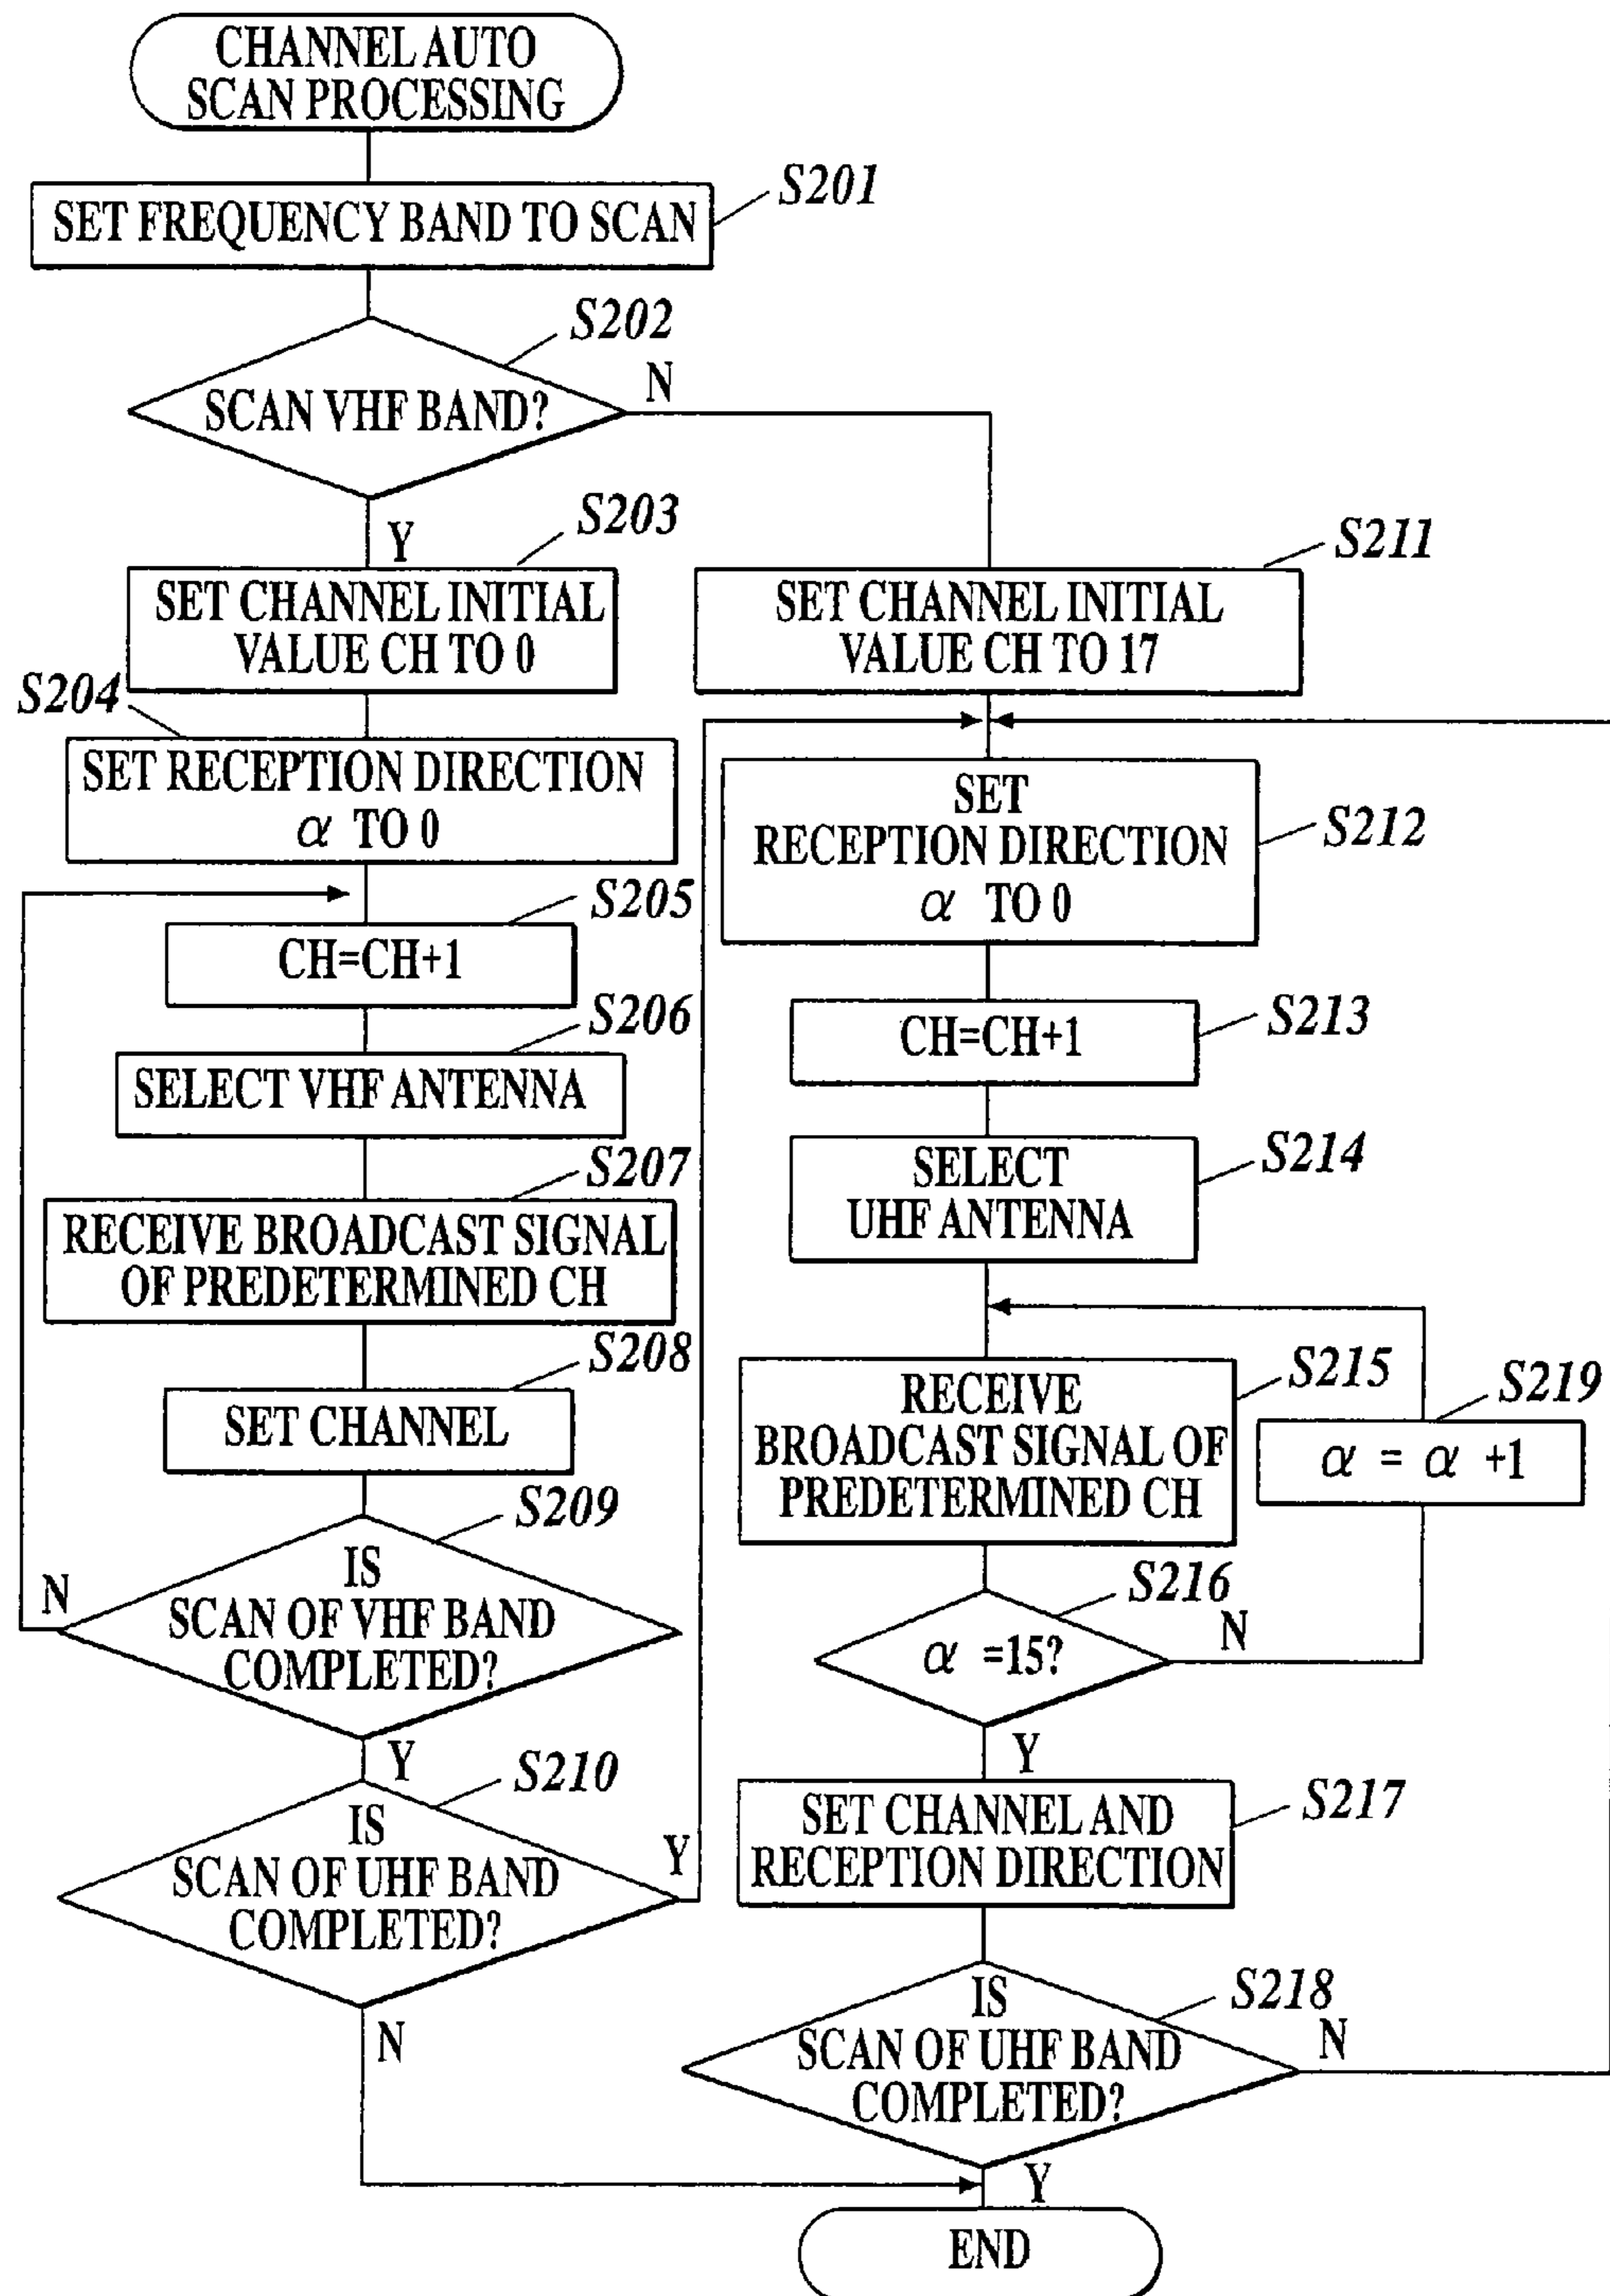 CHANNEL AUTO
SCAN PROCESSING
S201
SET FREQUENCY BAND TO SCAN
S202
SCAN VHF BAND?
N
Y
S203
SET CHANNEL INITIAL
VALUE CH TO 0
S204
SET RECEPTION DIRECTION
α TO 0
S205
CH=CH+1
S206
SELECT VHF ANTENNA
S207
RECEIVE BROADCAST SIGNAL
OF PREDETERMINED CH
S208
SET CHANNEL
S209
IS
SCAN OF VHF BAND
COMPLETED?
N
Y
S210
IS
SCAN OF UHF BAND
COMPLETED?
Y
N
S211
SET CHANNEL INITIAL
VALUE CH TO 17
S212
SET
RECEPTION DIRECTION
α TO 0
S213
CH=CH+1
S214
SELECT
UHF ANTENNA
S215
RECEIVE
BROADCAST SIGNAL OF
PREDETERMINED CH
S219
α = α +1
S216
α =15?
N
Y
S217
SET CHANNEL AND
RECEPTION DIRECTION
S218
IS
SCAN OF UHF BAND
COMPLETED?
N
Y
END